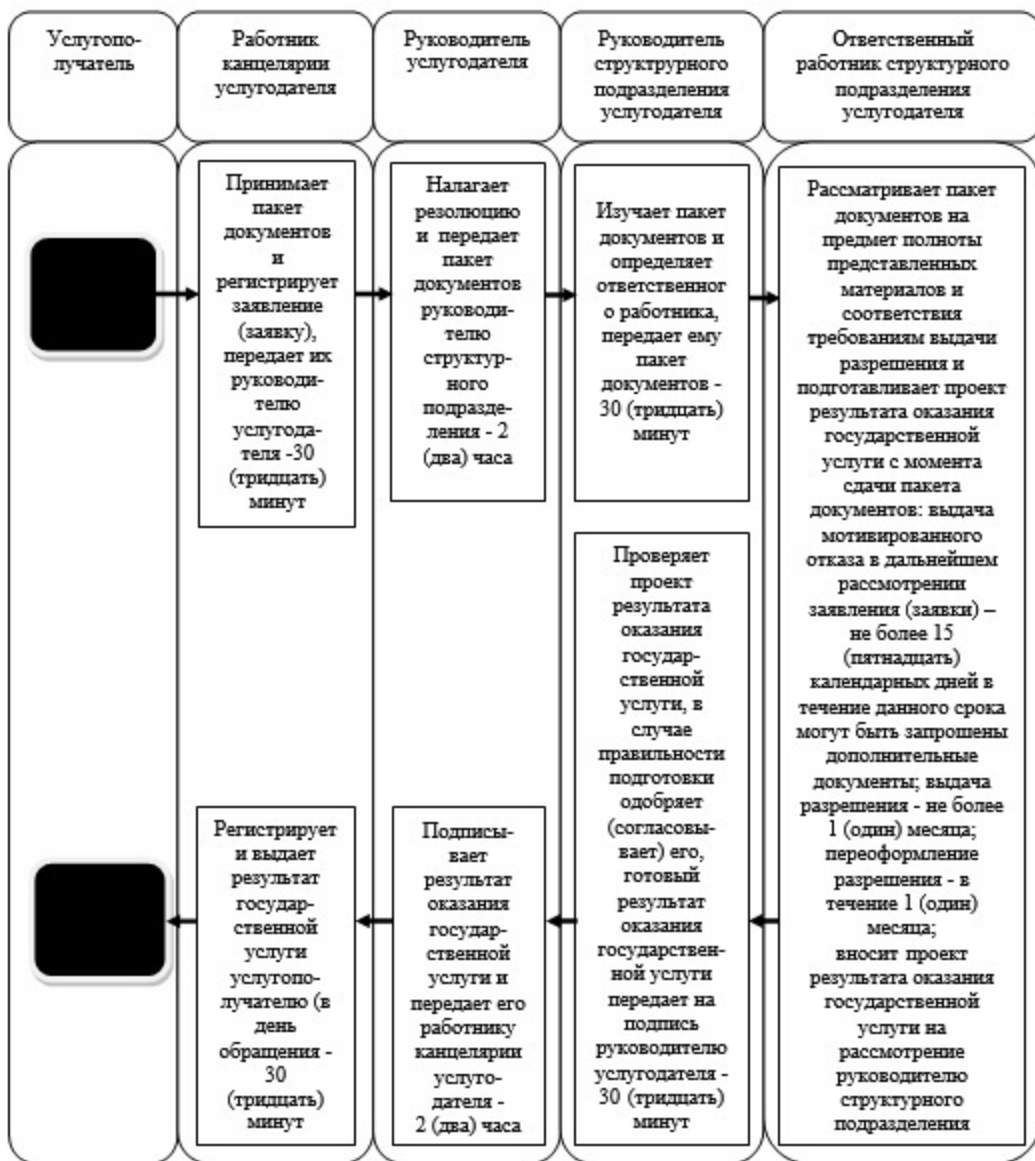 Услугопо-
лучатель
Работник
канцелярии
услугодателя
Руководитель
услугодателя
Руководитель
структрурного
подразделения
услугодателя
Ответственный
работник структурного
подразделения
услугодателя
Принимает
пакет
документов
и
регистрирует
заявление
(заявку),
передает их
руководи-
телю
услугода-
теля -30
(тридцать)
минут
Налагает
резолюцию
и передает
пакет
документов
руководи-
телю
структур-
ного
подразде-
ления - 2
(два) часа
Изучает пакет
документов и
определяет
ответственног
о работника,
передает ему
пакет
документов -
30 (тридцать)
минут
Рассматривает пакет
документов на
предмет полноты
представленных
материалов и
соответствия
требованиям выдачи
разрешения и
подготавливает проект
результата оказания
государственной
услуги с момента
сдачи пакета
документов: выдача
мотивированного
отказа в дальнейшем
рассмотрении
заявления (заявки) –
не более 15
(пятнадцать)
календарных дней в
течение данного срока
могут быть запрошены
дополнительные
документы; выдача
разрешения - не более
1 (один) месяца;
переоформление
разрешения - в
течение 1 (один)
месяца;
вносит проект
результата оказания
государственной
услуги на
рассмотрение
руководителю
структурного
подразделения
Проверяет
проект
результата
оказания
государ-
ственной
услуги, в
случае
правильности
подготовки
одобряет
(согласовы-
вает) его,
готовый
результат
оказания
государствен-
ной услуги
передает на
подпись
руководителю
услугодателя -
30 (тридцать)
минут
Подписы-
вает
результат
оказания
государ-
ственной
услуги и
передает его
работнику
канцелярии
услуго-
дателя -
2 (два) часа
Регистрирует
и выдает
результат
государ-
ственной
услуги
услугопо-
лучателю (в
день
обращения -
30
(тридцать)
минут